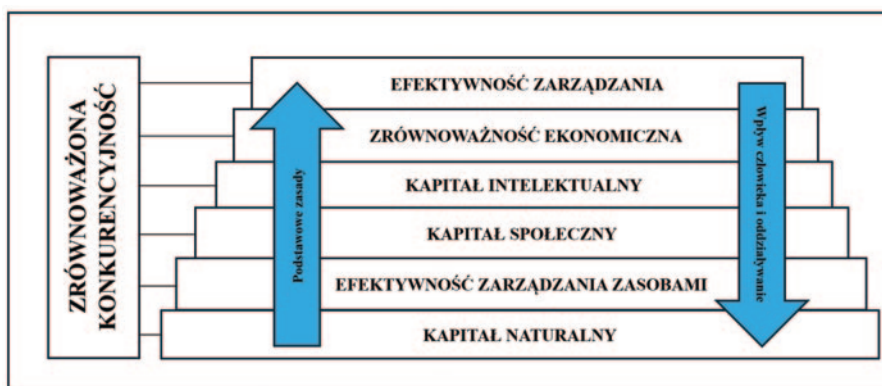 ZRÓWNOWAŻONA
KONKURENCYJNOŚĆ
EFEKTYWNOŚĆ ZARZĄDZANIA
ZRÓWNOWAŻNOŚĆ EKONOMICZNA
KAPITAŁ INTELEKTUALNY
KAPITAŁ SPOŁECZNY
EFEKTYWNOŚĆ ZARZĄDZANIA ZASOBAMI
KAPITAŁ NATURALNY
Podstawowe zasady
Wpływ człowieka i oddziaływanie